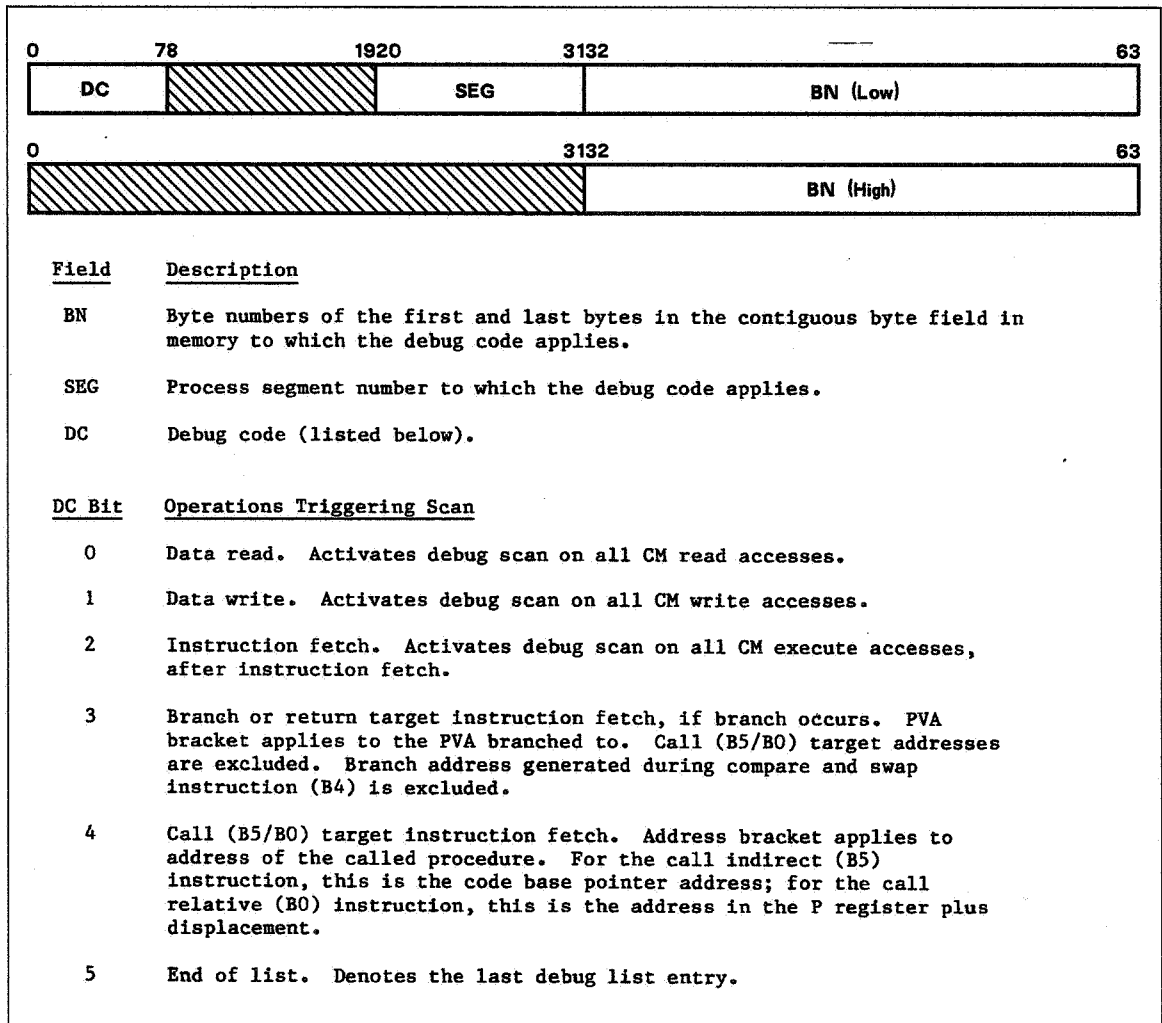 0 78 1920 3132 63
DC SEG BN (Low)
0 3132 63
BN (High)
Field Description
BN Byte numbers of the first and last bytes in the contiguous byte field in
memory to which the debug code applies.
SEG Process segment number to which the debug code applies.
DC Debug code (listed below).
DC Bit Operations Triggering Scan
0 Data read. Activates debug scan on all CM read accesses.
1 Data write. Activates debug scan on all CM write accesses.
2 Instruction fetch. Activates debug scan on all CM execute accesses,
after instruction fetch.
3 Branch or return target instruction fetch, if branch occurs. PVA
bracket applies to the PVA branched to. Call (B5/B0) target addresses
are excluded. Branch address generated during compare and swap
instruction (B4) is excluded.
4 Call (B5/B0) target instruction fetch. Address bracket applies to
address of the called procedure. For the call indirect (B5)
instruction, this is the code base pointer address; for the call
relative (B0) instruction, this is the address in the P register plus
displacement.
5 End of list. Denotes the last debug list entry.